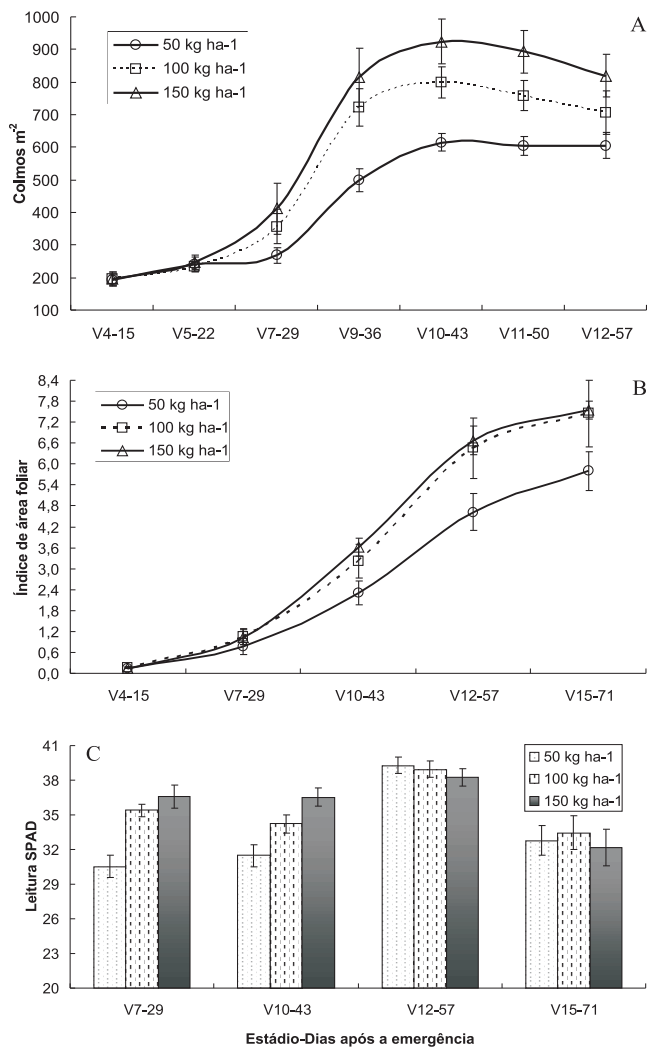 A
50 kg ha-1
100 kg ha-1
150 kg ha-1
Colmos m-2
1000
900
800
700
600
500
400
300
200
100
V4-15 V5-22 V7-29 V9-36 V10-43 V11-50 V12-57
B
50 kg ha-1
100 kg ha-1
150 kg ha-1
Índice de área foliar
8,4
7,8
7,2
6,6
6,0
5,4
4,8
4,2
3,6
3,0
2,4
1,8
1,2
0,6
0,0
V4-15 V7-29 V10-43 V12-57 V15-71
C
50 kg ha-1
100 kg ha-1
150 kg ha-1
Leitura SPAD
41
38
35
32
29
26
23
20
V7-29 V10-43 V12-57 V15-71
Estádio-Dias após a emergência